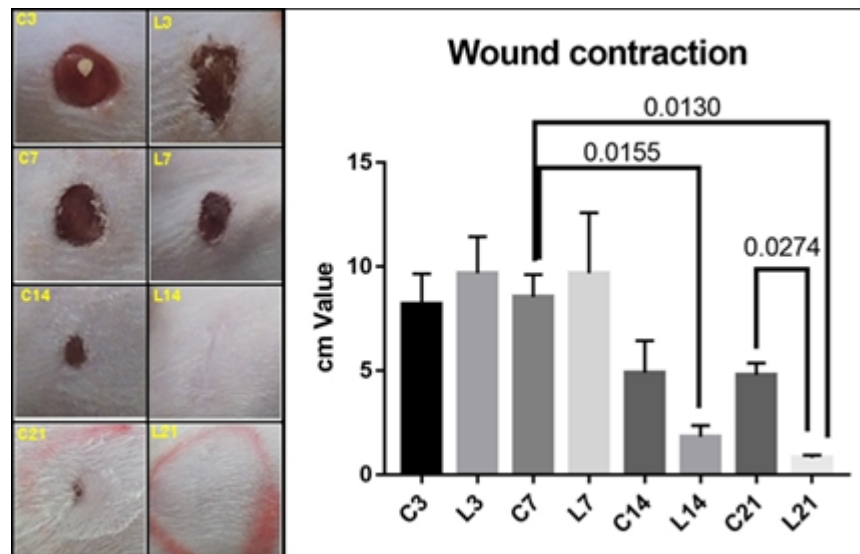 C3
L3
C7
L7
C14
L14
C21
L21
Wound contraction
0.0130
0.0155
0.0274
15
10
5
0
cm Value
C3
L3
C7
L7
C14
L14
C21
L21